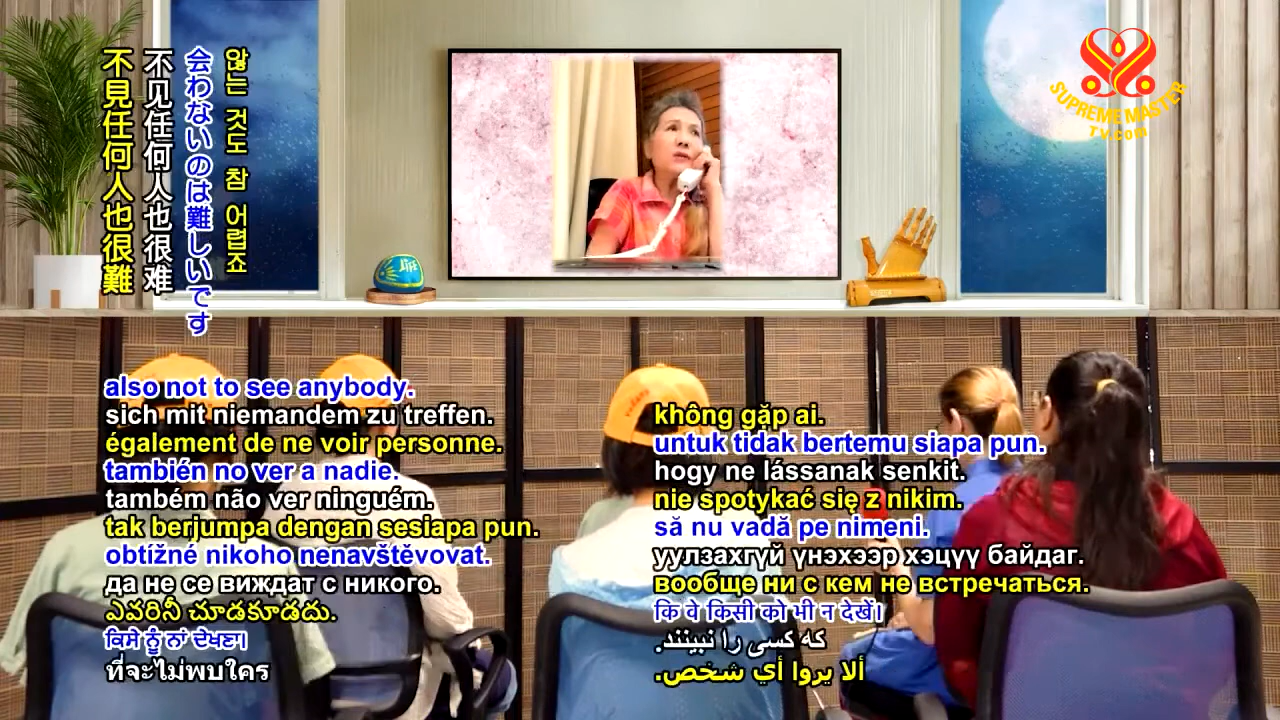 않는 것도 참 어렵죠
会わないのは難しいです
不见任何人也很难
不見任何人也很難
SUPREME MASTER
TV.com
also not to see anybody.
sich mit niemandem zu treffen.
également de ne voir personne.
también no ver a nadie.
também não ver ninguém.
tak berjumpa dengan sesiapa pun.
obtížné nikoho nenavštěvovat.
да не се виждат с никого.
ఎవరినీ చూడకూడదు.
ਕਿਸੇ ਨੂੰ ਨਾਂ ਦੇਖਣਾ।
ที่จะไม่พบใคร
không gặp ai.
untuk tidak bertemu siapa pun.
hogy ne lássanak senkit.
nie spotykać się z nikim.
să nu vadă pe nimeni.
уулзахгүй үнэхээр хэцүү байдаг.
вообще ни с кем не встречаться.
कि वे किसी को भी न देखें।
که کسی را نبینند.
ألا يروا أي شخص.